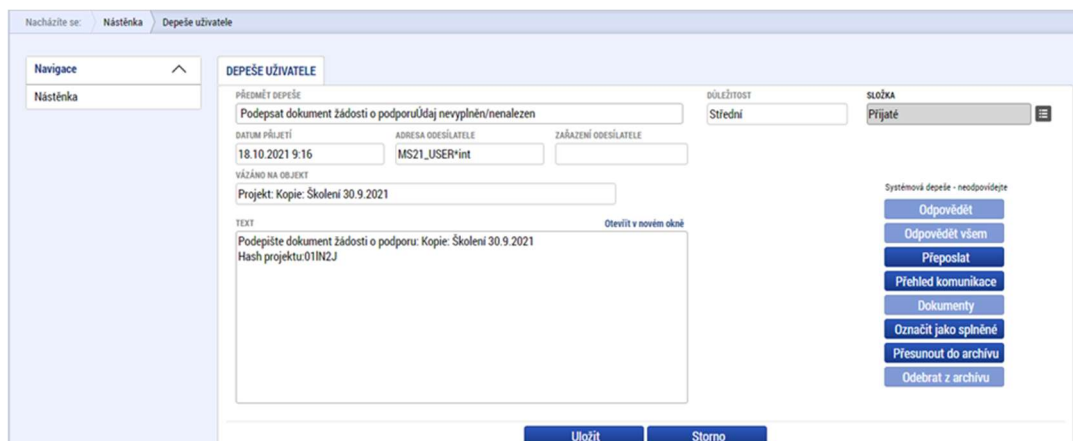 Nacházíte se: Nástěnka Depeše uživatele
Navigace
Nástěnka
DEPEŠE UŽIVATELE
PŘEDMĚT DEPEŠE
Podepsat dokument žádosti o podporuÚdaj nevyplněn/nenalezen
DŮLEŽITOST
Střední
SLOŽKA
Přijaté
DATUM PŘIJETÍ
18.10.2021 9:16
ADRESA ODESÍLATELE
MS21_USER*int
ZAŘAZENÍ ODESÍLATELE
VÁZÁNO NA OBJEKT
Projekt: Kopie: Školení 30.9.2021
TEXT
Otevřít v novém okně
Podepište dokument žádosti o podporu: Kopie: Školení 30.9.2021
Hash projektu:01lN2J
Systémová depeše - neodpovídejte
Odpovědět
Odpovědět všem
Přeposlat
Přehled komunikace
Dokumenty
Označit jako splněné
Přesunout do archívu
Odebrat z archívu
Uložit
Storno